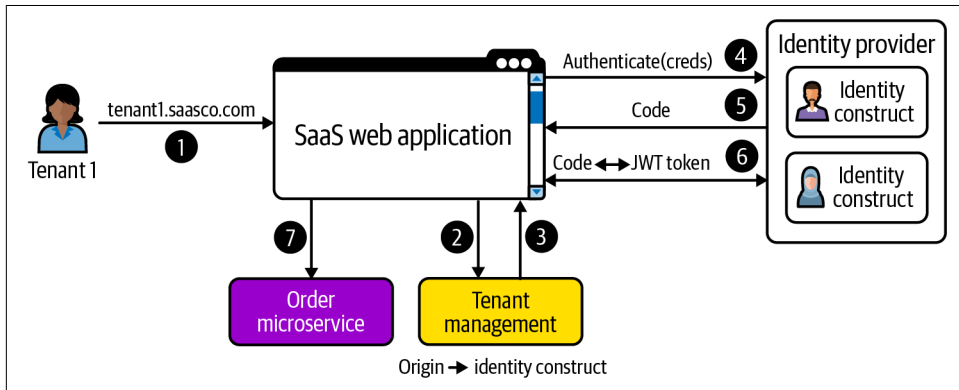 tenant1.saasco.com
1
Tenant 1
SaaS web application
Authenticate(creds)
4
Code
5
Code ↔ JWT token
6
Identity provider
Identity
construct
Identity
construct
7
2
3
Order
microservice
Tenant
management
Origin → identity construct